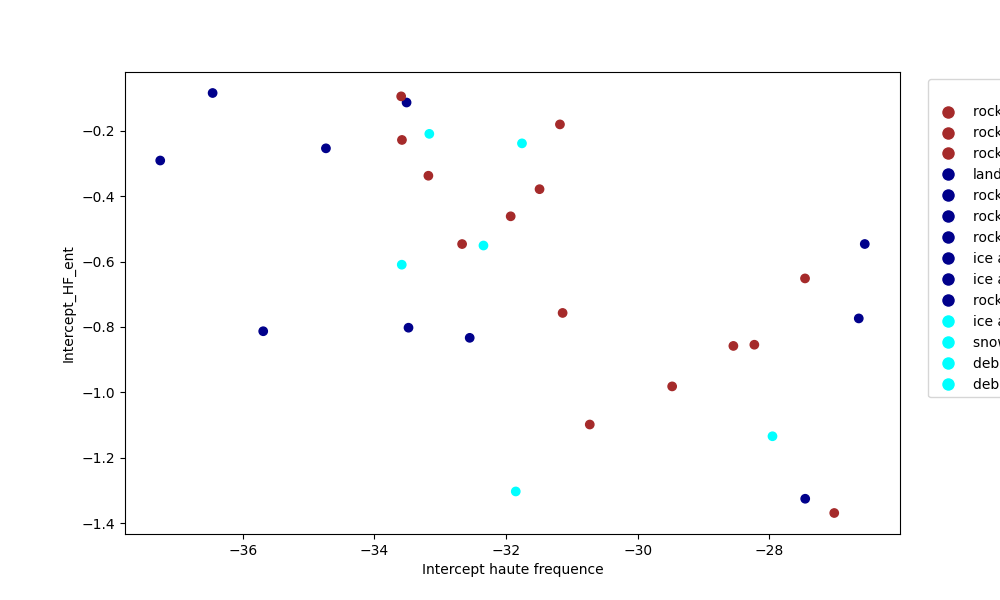 −0.2
−0.4
−0.6
−0.8
−1.0
−1.2
−1.4
Intercept_HF_ent
−36
−34
−32
−30
−28
Intercept haute frequence
rock
rock
rock
land
rock
rock
rock
ice a
ice a
rock
ice a
snow
deb
deb